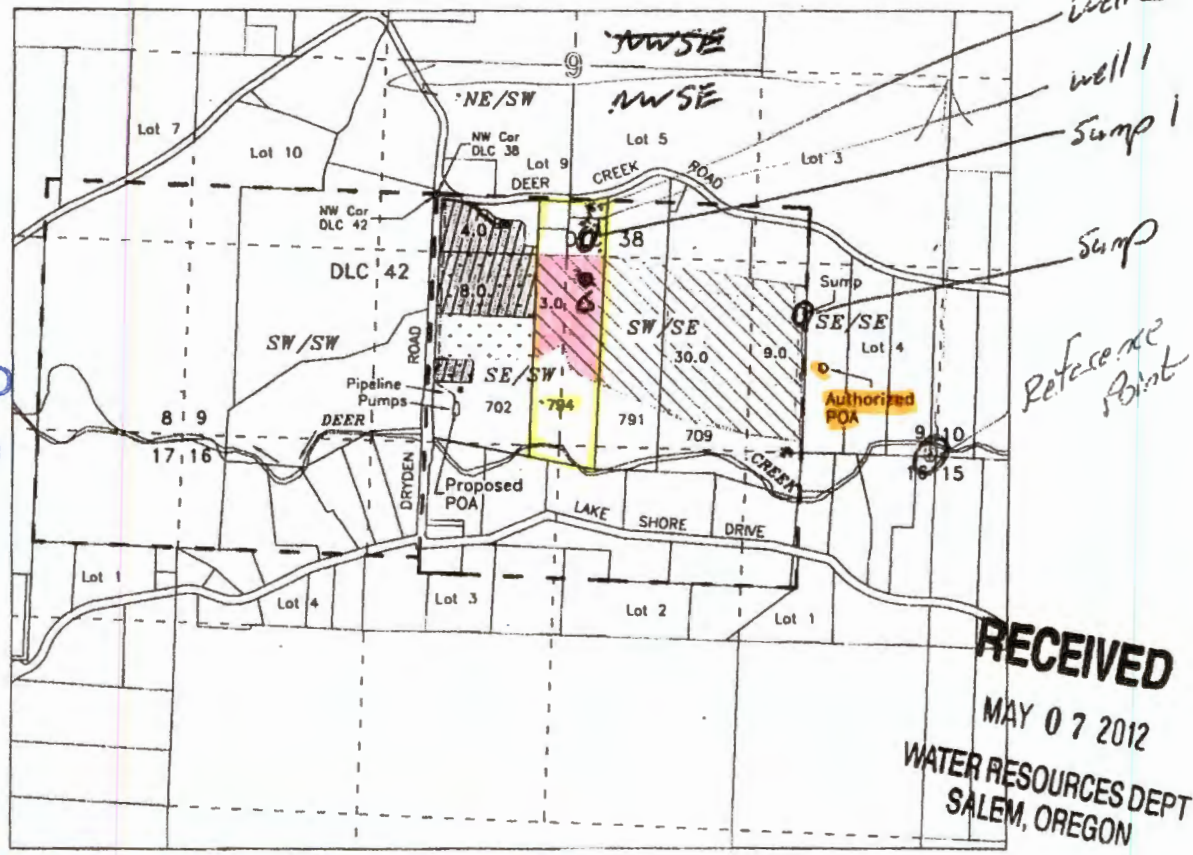 NWSE
9
well
NE/SW
NWSE
well 1
Lot 7
Lot 10
NW Cor
DLC 38
Lot 9
Lot 5
Lot 3
Sump 1
DEER CREEK ROAD
NW Cor
DLC 42
4.0
38
DLC 42
8.0
3.0
Sump
Sump
SW/SW
ROAD
SE/SW
SW/SE
30.0
9.0
SE/SE
Lot 4
Reference
Point
Pipeline
Pumps
702
794
791
709
Authorized
POA
8 9
17 16
DEER
CREEK
9 10
16 15
DRYDEN
Proposed
POA
LAKE SHORE DRIVE
Lot 1
Lot 4
Lot 3
Lot 2
Lot 1
RECEIVED
MAY 07 2012
WATER RESOURCES DEPT
SALEM, OREGON